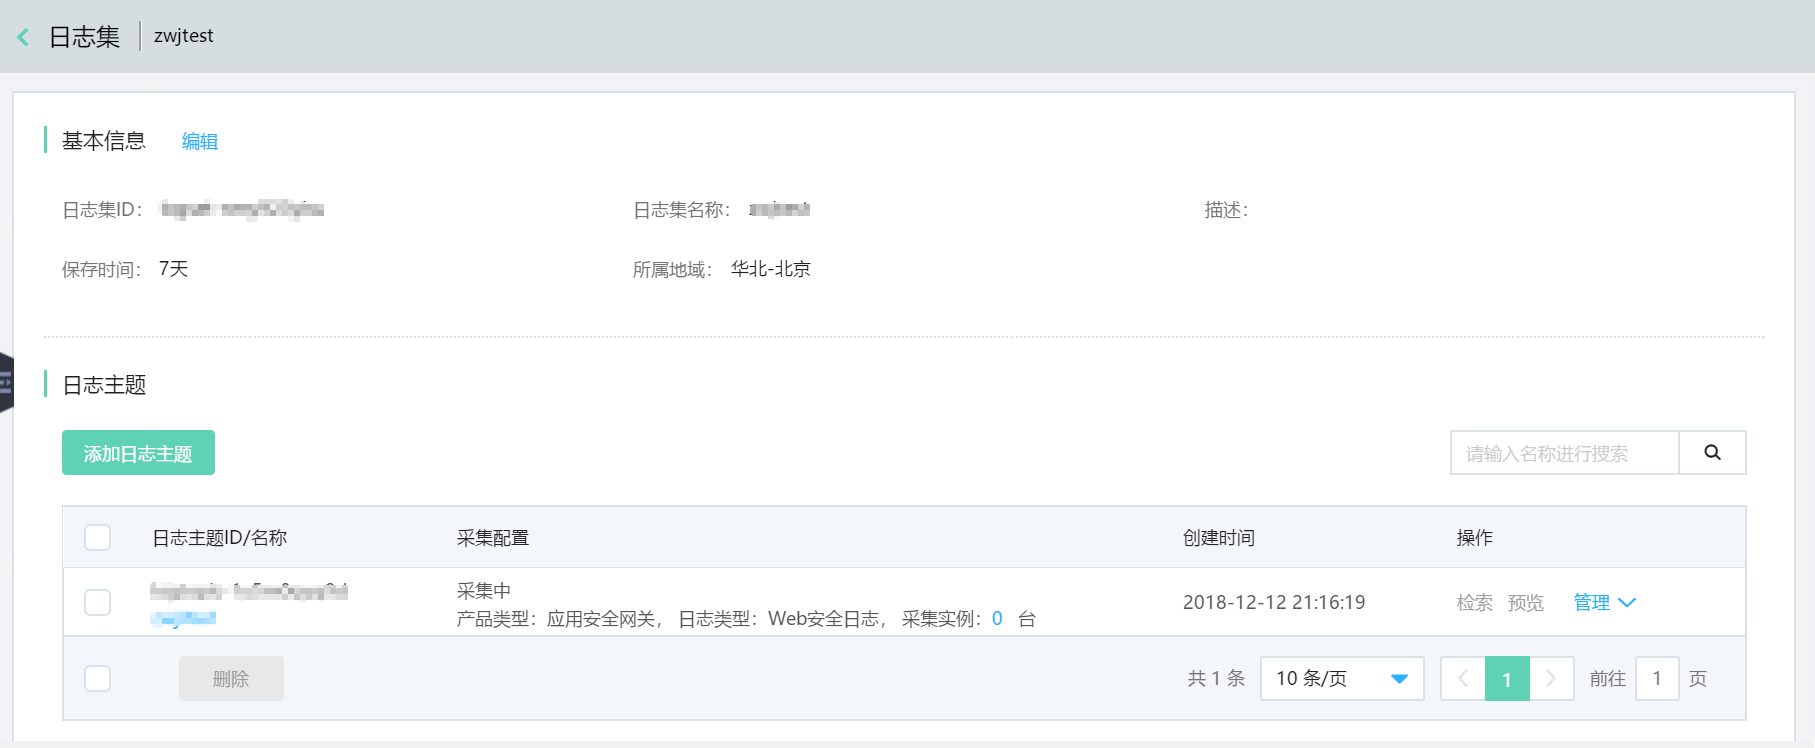 日志集 zwjtest
基本信息 编辑
日志集ID： 日志集名称： 描述：
保存时间： 7天 所属地域： 华北-北京
日志主题
添加日志主题 请输入名称进行搜索
日志主题ID/名称 采集配置 创建时间 操作
采集中
产品类型：应用安全网关， 日志类型：Web安全日志， 采集实例：0 台
2018-12-12 21:16:19 检索 预览 管理
删除 共 1 条 10 条/页 1 前往 1 页